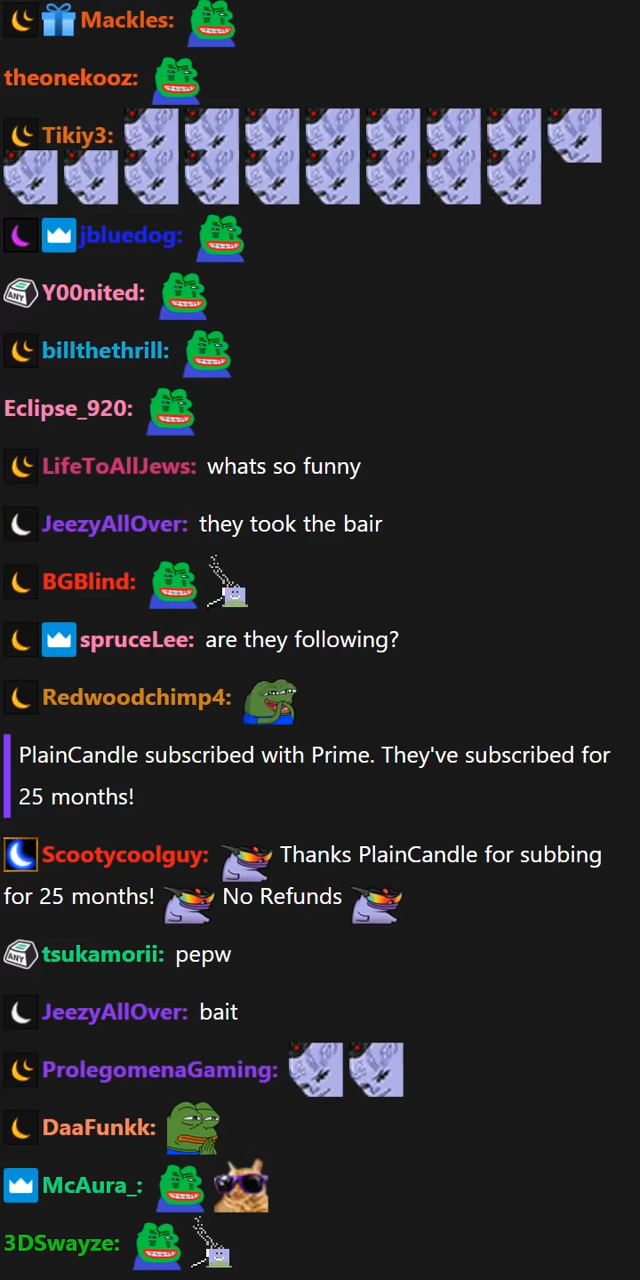 Mackles:
theonekooz:
Tikiy3:
jbluedog:
ANY Y00nited:
billthethrill:
Eclipse_920:
LifeToAllJews: whats so funny
JeezyAllOver: they took the bair
BGBlind:
spruceLee: are they following?
Redwoodchimp4:
PlainCandle subscribed with Prime. They've subscribed for
25 months!
Scootycoolguy: Thanks PlainCandle for subbing
for 25 months! No Refunds
ANY tsukamorii: pepw
JeezyAllOver: bait
ProlegomenaGaming:
DaaFunkk:
McAura_:
3DSwayze: